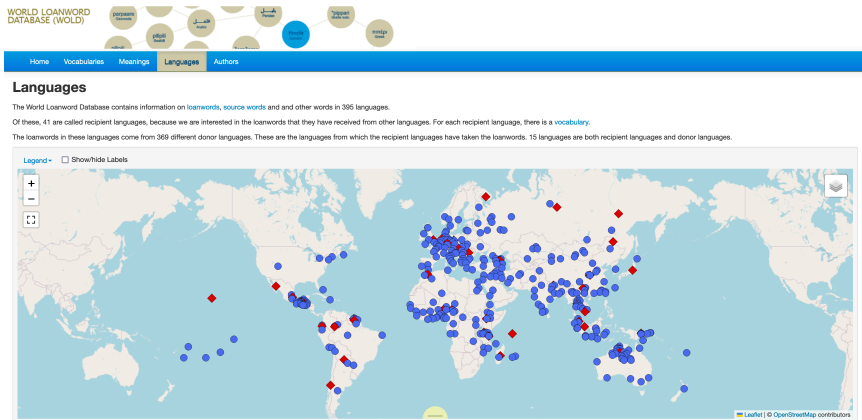 WORLD LOANWORD
DATABASE (WOLD)
Home Vocabularies Meanings Languages Authors
Languages
The World Loanword Database contains information on loanwords, source words and and other words in 395 languages.
Of these, 41 are called recipient languages, because we are interested in the loanwords that they have received from other languages. For each recipient language, there is a vocabulary.
The loanwords in these languages come from 369 different donor languages. These are the languages from which the recipient languages have taken the loanwords. 15 languages are both recipient languages and donor languages.
Legend Show/hide Labels
+
−
Leaflet | © OpenStreetMap contributors